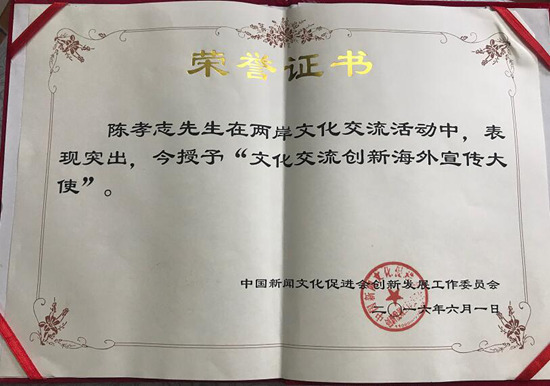 荣誉证书
陈孝志先生在两岸文化交流活动中，表
现突出，今授予“文化交流创新海外宣传大
使”。
中国新闻文化促进会创新发展工作委员会
二〇一六年六月一日